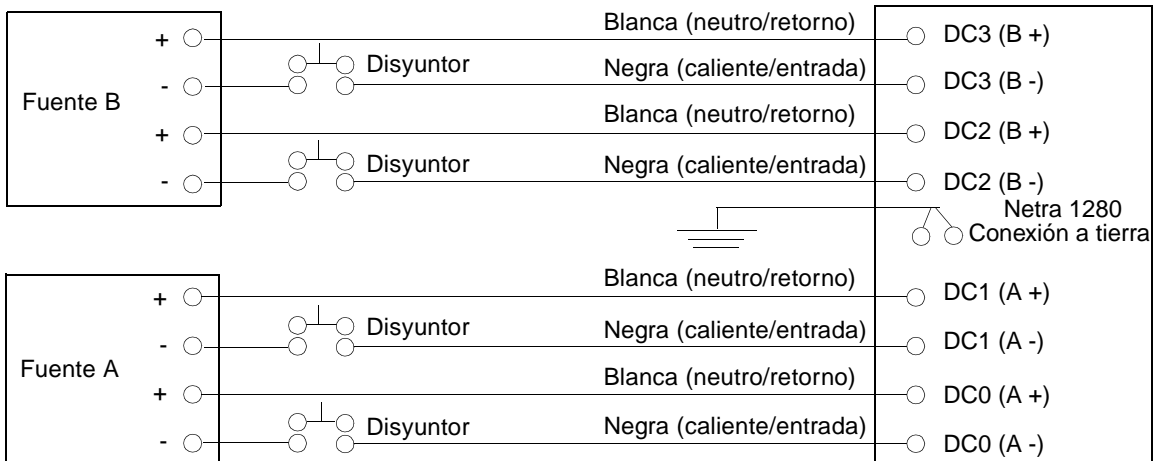 Fuente B
+ Blanca (neutro/retorno) DC3 (B +)
- Disyuntor Negra (caliente/entrada) DC3 (B -)
+ Blanca (neutro/retorno) DC2 (B +)
- Disyuntor Negra (caliente/entrada) DC2 (B -)
Netra 1280
Conexión a tierra
Fuente A
+ Blanca (neutro/retorno) DC1 (A +)
- Disyuntor Negra (caliente/entrada) DC1 (A -)
+ Blanca (neutro/retorno) DC0 (A +)
- Disyuntor Negra (caliente/entrada) DC0 (A -)